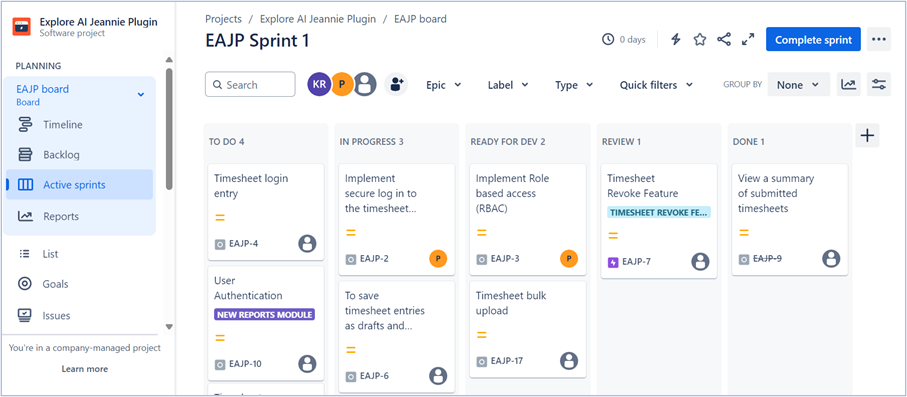 Explore AI Jeannie Plugin
Software project
PLANNING
EAJP board
Board
Timeline
Backlog
Active sprints
Reports
List
Goals
Issues
You're in a company-managed project
Learn more
Projects / Explore AI Jeannie Plugin / EAJP board
EAJP Sprint 1
0 days
Complete sprint
Search
KR
P
Epic
Label
Type
Quick filters
GROUP BY
None
TO DO 4
Timesheet login
entry
EAJP-4
User
Authentication
NEW REPORTS MODULE
EAJP-10
IN PROGRESS 3
Implement
secure log in to
the timesheet...
EAJP-2
P
To save
timesheet entries
as drafts and...
EAJP-6
READY FOR DEV 2
Implement Role
based access
(RBAC)
EAJP-3
P
Timesheet bulk
upload
EAJP-17
REVIEW 1
Timesheet
Revoke Feature
TIMESHEET REVOKE FE...
EAJP-7
DONE 1
View a summary
of submitted
timesheets
EAJP-9